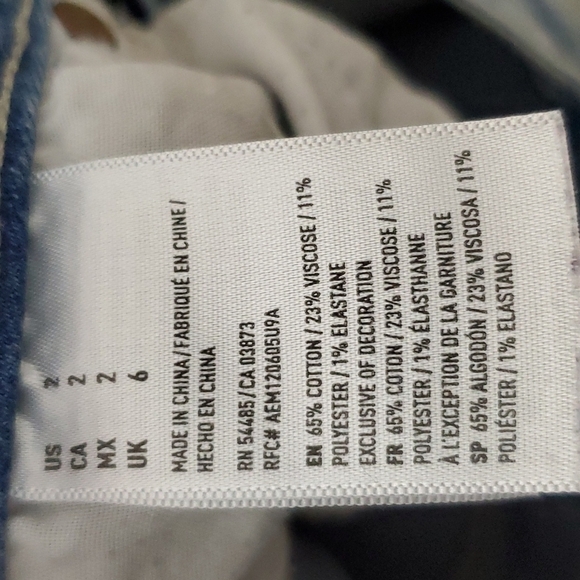 US 2
CA 2
MX 2
UK 6
MADE IN CHINA / FABRIQUÉ EN CHINE /
HECHO EN CHINA
RN 54485 / CA 03873
RFC# AEM120605U9A
EN 65% COTTON / 23% VISCOSE / 11%
POLYESTER / 1% ELASTANE
EXCLUSIVE OF DECORATION
FR 65% COTON / 23% VISCOSE / 11%
POLYESTER / 1% ÉLASTHANNE
À L'EXCEPTION DE LA GARNITURE
SP 65% ALGODÓN / 23% VISCOSA / 11%
POLIÉSTER / 1% ELASTANO